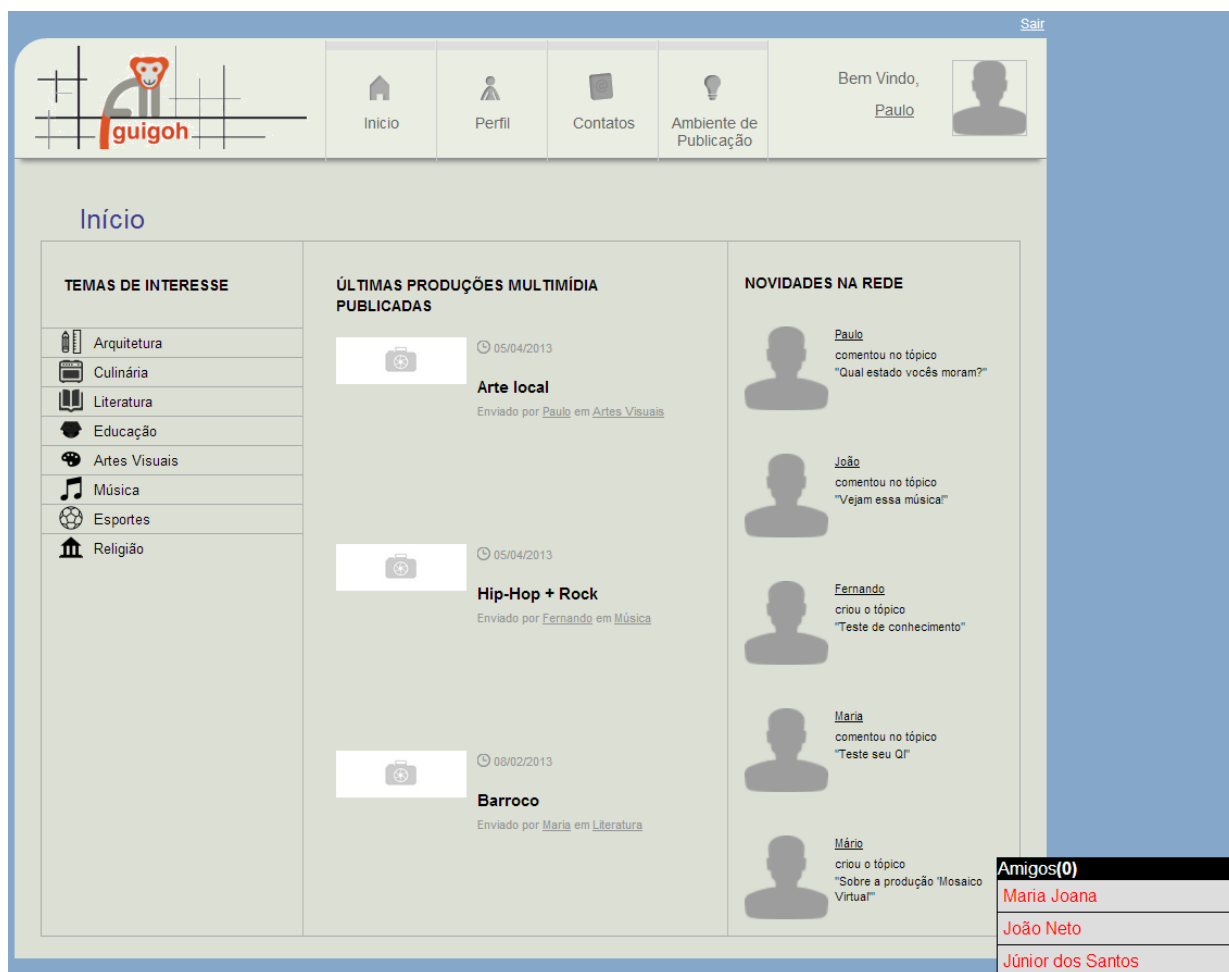 Sair
guigoh
Inicio
Perfil
Contatos
Ambiente de
Publicação
Bem Vindo,
Paulo
Início
TEMAS DE INTERESSE
Arquitetura
Culinária
Literatura
Educação
Artes Visuais
Música
Esportes
Religião
ÚLTIMAS PRODUÇÕES MULTIMÍDIA
PUBLICADAS
05/04/2013
Arte local
Enviado por Paulo em Artes Visuais
05/04/2013
Hip-Hop + Rock
Enviado por Fernando em Música
08/02/2013
Barroco
Enviado por Maria em Literatura
NOVIDADES NA REDE
Paulo
comentou no tópico
"Qual estado vocês moram?"
João
comentou no tópico
"Vejam essa música!"
Fernando
criou o tópico
"Teste de conhecimento"
Maria
comentou no tópico
"Teste seu QI"
Mário
criou o tópico
"Sobre a produção 'Mosaico
Virtual'"
Amigos(0)
Maria Joana
João Neto
Júnior dos Santos